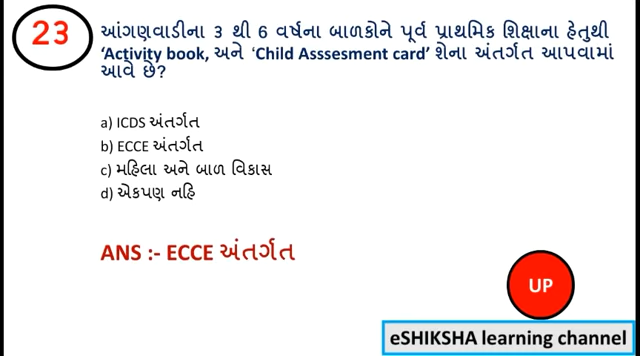 23
આંગણવાડીના 3 થી 6 વર્ષના બાળકોને પૂર્વ પ્રાથમિક શિક્ષાના હેતુથી
‘Activity book, અને ‘Child Asssesment card’ શેના અંતર્ગત આપવામાં
આવે છે?
a) ICDS અંતર્ગત
b) ECCE અંતર્ગત
c) મહિલા અને બાળ વિકાસ
d) એકપણ નહિ
ANS :- ECCE અંતર્ગત
UP
eSHIKSHA learning channel